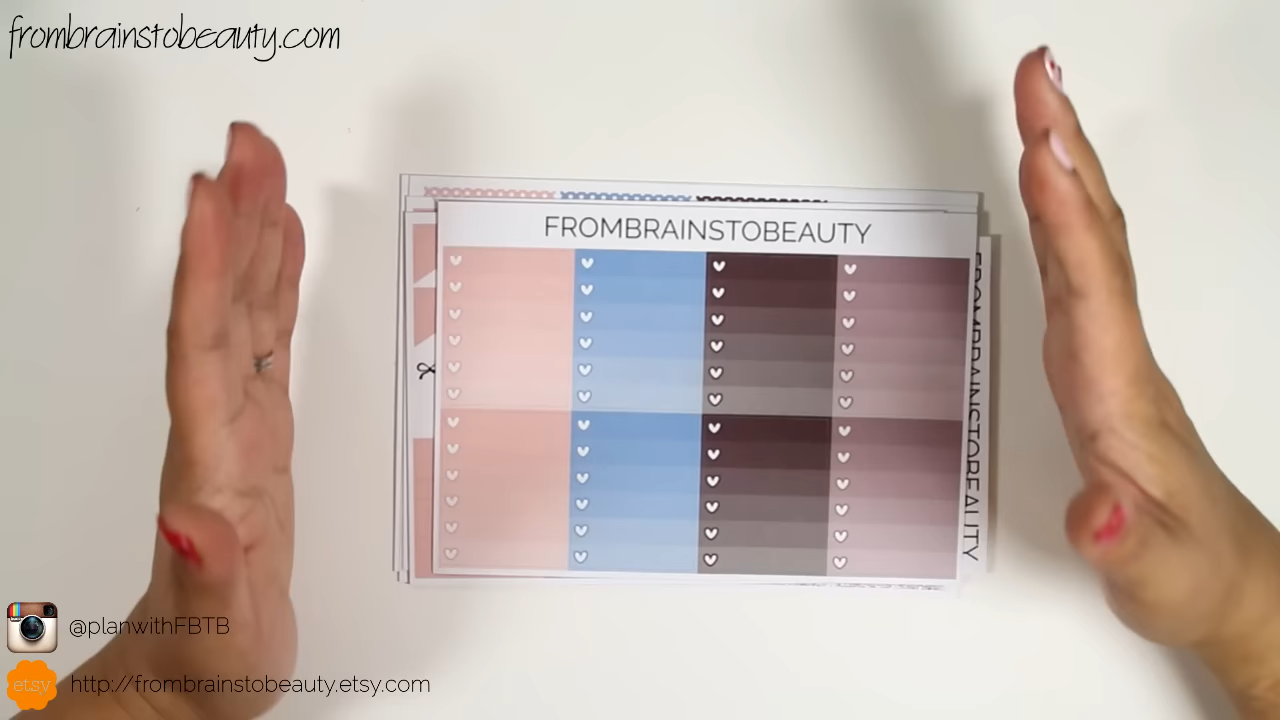 frombrainstobeauty.com
FROMBRAINSTOBEAUTY
FROMBRAINSTOBEAUTY
@planwithFBTB
etsy
http://frombrainstobeauty.etsy.com